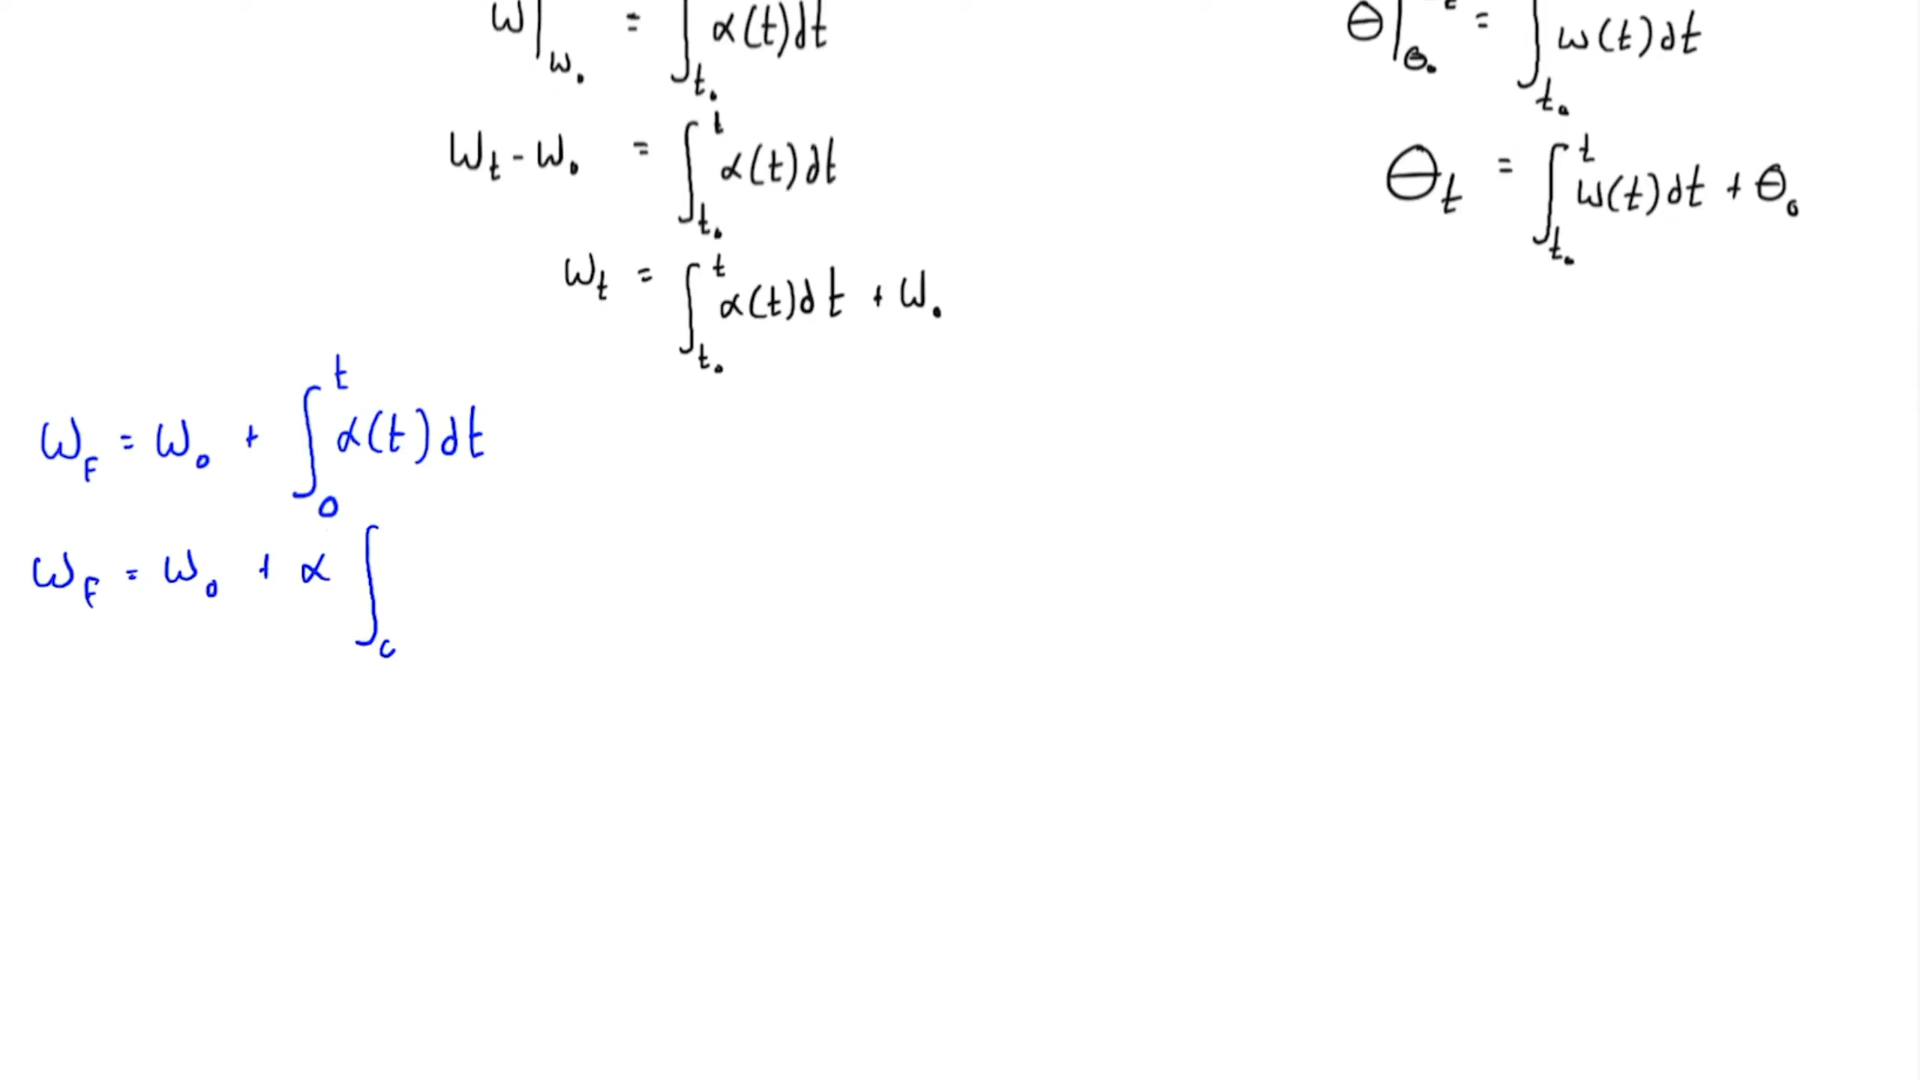 ω|ω₀ = ∫t₀ α(t)dt
ωt - ω₀ = ∫t₀^t α(t)dt
ωt = ∫t₀^t α(t)dt + ω₀
θ|θ₀^t = ∫t₀ ω(t)dt
θt = ∫t₀^t ω(t)dt + θ₀
ωF = ω₀ + ∫0^t α(t)dt
ωF = ω₀ + α ∫0